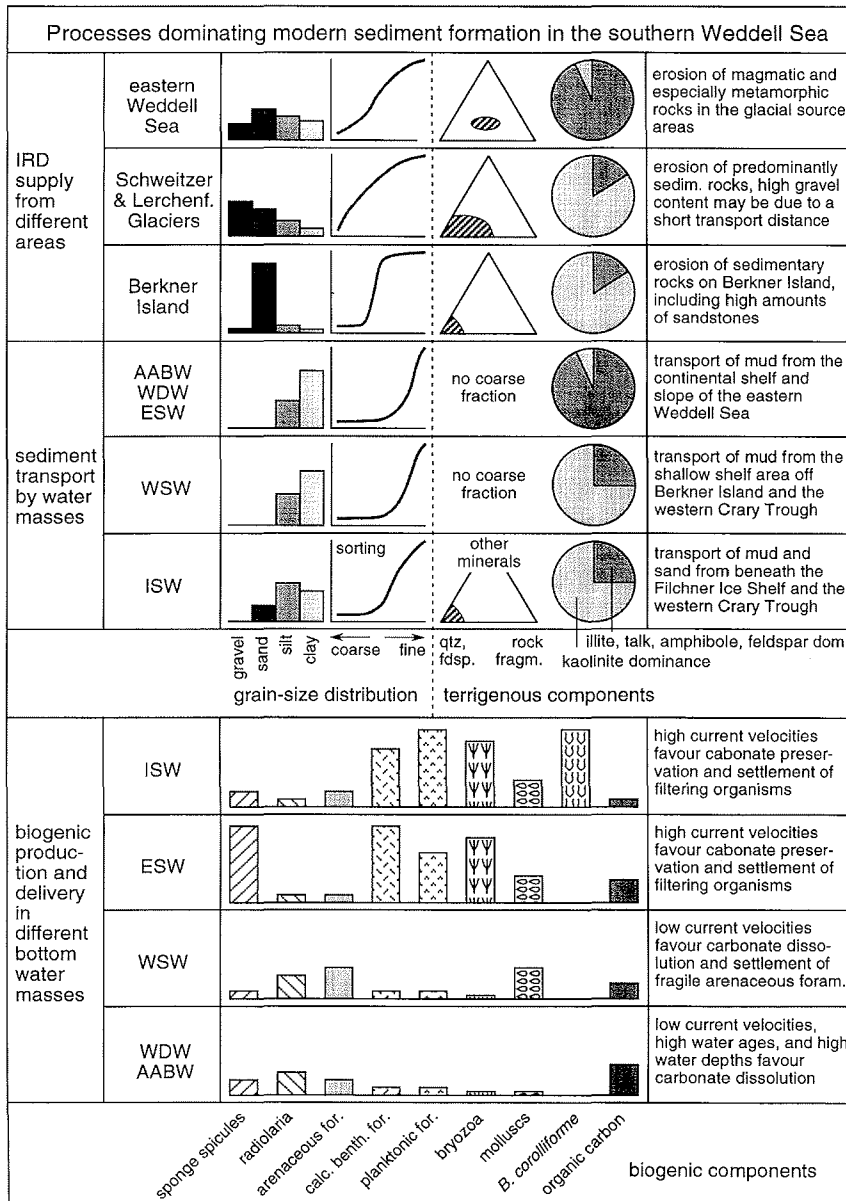 Processes dominating modern sediment formation in the southern Weddell Sea
IRD
supply
from
different
areas
eastern
Weddell
Sea
erosion of magmatic and
especially metamorphic
rocks in the glacial source
areas
Schweitzer
& Lerchenf.
Glaciers
erosion of predominantly
sedim. rocks, high gravel
content may be due to a
short transport distance
Berkner
Island
erosion of sedimentary
rocks on Berkner Island,
including high amounts
of sandstones
sediment
transport
by water
masses
AABW
WDW
ESW
no coarse
fraction
transport of mud from the
continental shelf and
slope of the eastern
Weddell Sea
WSW
no coarse
fraction
transport of mud from the
shallow shelf area off
Berkner Island and the
western Crary Trough
ISW
sorting
other
minerals
transport of mud and
sand from beneath the
Filchner Ice Shelf and the
western Crary Trough
gravel
sand
silt
clay
coarse fine
qtz, rock
fdsp. fragm.
illite, talk, amphibole, feldspar dom
kaolinite dominance
grain-size distribution
terrigenous components
biogenic
produc-
tion and
delivery
in
different
bottom
water
masses
ISW
high current velocities
favour cabonate preser-
vation and settlement of
filtering organisms
ESW
high current velocities
favour cabonate preser-
vation and settlement of
filtering organisms
WSW
low current velocities
favour carbonate disso-
lution and settlement of
fragile arenaceous foram.
WDW
AABW
low current velocities,
high water ages, and high
water depths favour
carbonate dissolution
sponge spicules
radiolaria
arenaceous for.
calc. benth. for.
planktonic for.
bryozoa
molluscs
B. corolliforme
organic carbon
biogenic components